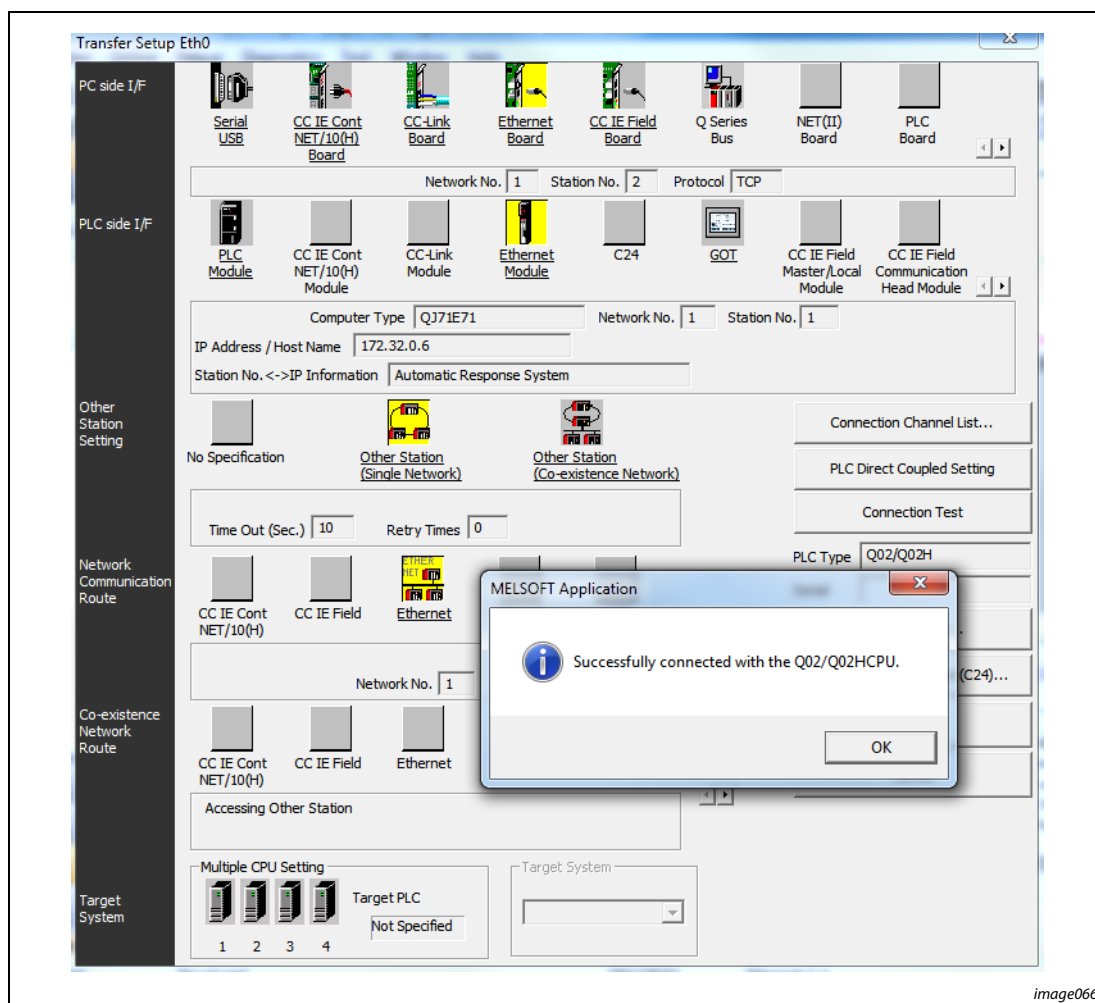 Transfer Setup Eth0
PC side I/F
Serial USB
CC IE Cont NET/10(H) Board
CC-Link Board
Ethernet Board
CC IE Field Board
Q Series Bus
NET(II) Board
PLC Board
Network No. 1 Station No. 2 Protocol TCP
PLC side I/F
PLC Module
CC IE Cont NET/10(H) Module
CC-Link Module
Ethernet Module
C24
GOT
CC IE Field Master/Local Module
CC IE Field Communication Head Module
Computer Type QJ71E71 Network No. 1 Station No. 1
IP Address / Host Name 172.32.0.6
Station No.<->IP Information Automatic Response System
Other Station Setting
No Specification
Other Station (Single Network)
Other Station (Co-existence Network)
Connection Channel List...
PLC Direct Coupled Setting
Connection Test
Time Out (Sec.) 10 Retry Times 0
PLC Type Q02/Q02H
Network Communication Route
ETHER NET
CC IE Cont NET/10(H)
CC IE Field
Ethernet
MELSOFT Application
Successfully connected with the Q02/Q02HCPU.
OK
(C24)...
Network No. 1
Co-existence Network Route
CC IE Cont NET/10(H)
CC IE Field
Ethernet
Accessing Other Station
Target System
Multiple CPU Setting
1 2 3 4
Target PLC
Not Specified
Target System
image066